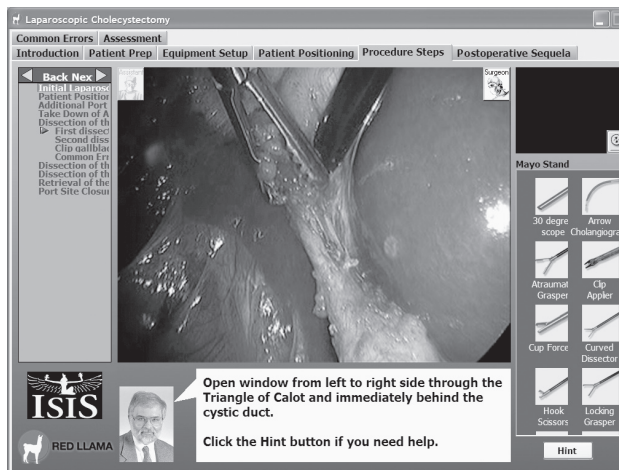 Laparoscopic Cholecystectomy
Common Errors Assessment
Introduction Patient Prep Equipment Setup Patient Positioning Procedure Steps Postoperative Sequela
Back Nex
Initial Laparosc
Patient Position
Additional Port
Take Down of A
Dissection of th
First dissect
Second diss
Clip gallblac
Common Err
Dissection of th
Dissection of th
Retrieval of the
Port Site Closur
Surgeon
Mayo Stand
30 degre
scope
Arrow
Cholangiogra
Atraumat
Grasper
Clip
Applier
Cup Force
Curved
Dissector
Hook
Scissors
Locking
Grasper
Hint
ISIS
RED LLAMA
Open window from left to right side through the
Triangle of Calot and immediately behind the
cystic duct.
Click the Hint button if you need help.